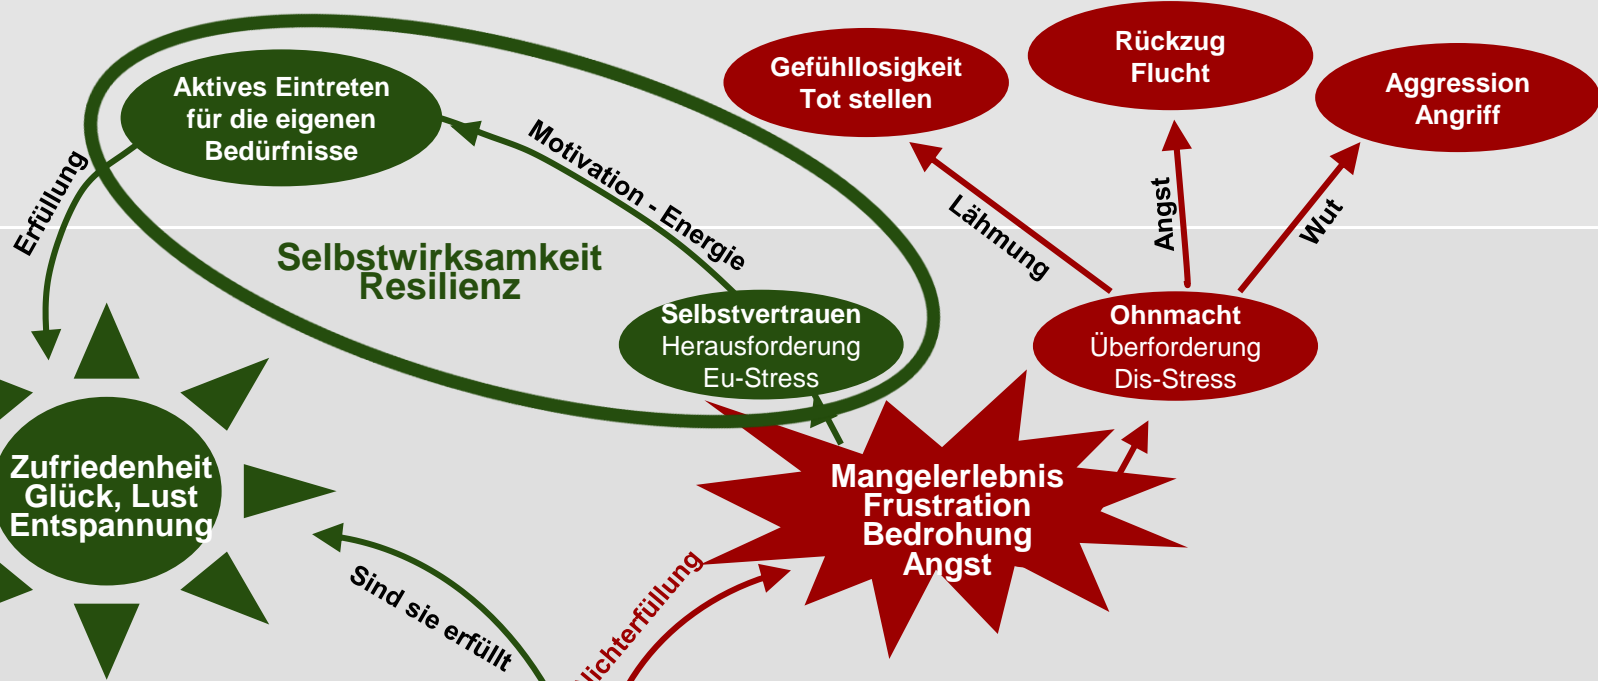 Aktives Eintreten
für die eigenen
Bedürfnisse
Gefühllosigkeit
Tot stellen
Rückzug
Flucht
Aggression
Angriff
Erfüllung
Motivation - Energie
Lähmung
Angst
Wut
Selbstwirksamkeit
Resilienz
Selbstvertrauen
Herausforderung
Eu-Stress
Ohnmacht
Überforderung
Dis-Stress
Zufriedenheit
Glück, Lust
Entspannung
Mangelerlebnis
Frustration
Bedrohung
Angst
Sind sie erfüllt
Nichterfüllung